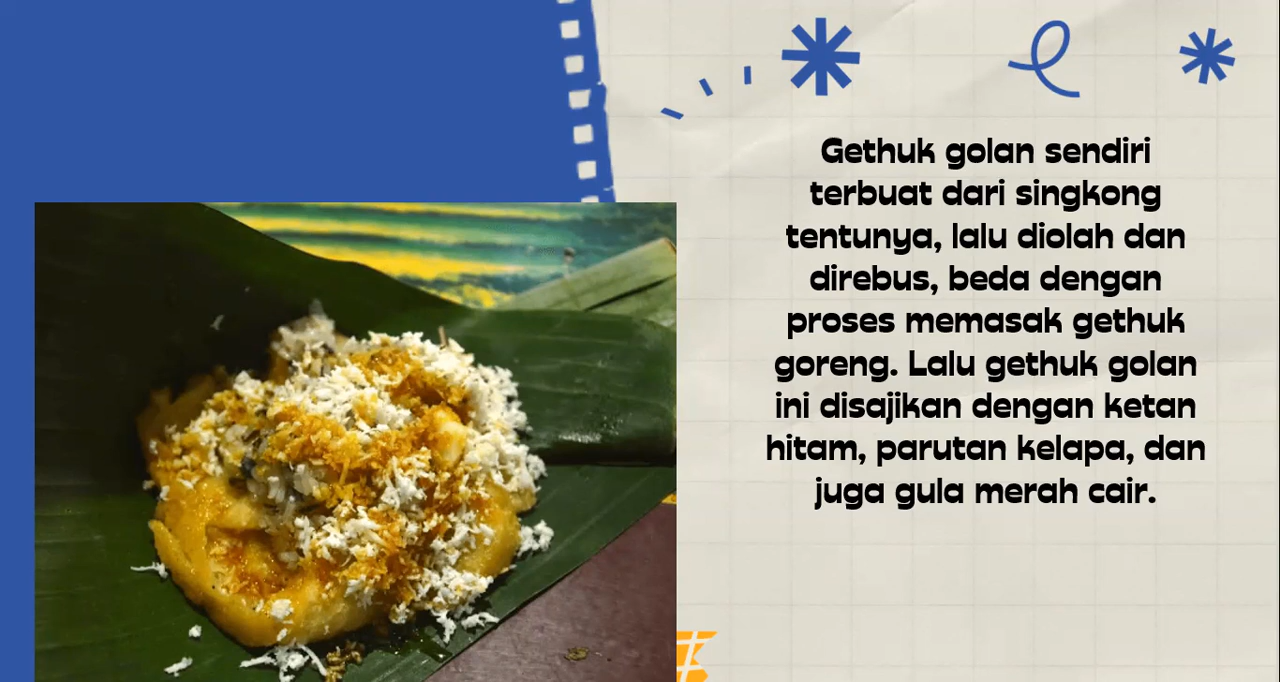 Gethuk golan sendiri
terbuat dari singkong
tentunya, lalu diolah dan
direbus, beda dengan
proses memasak gethuk
goreng. Lalu gethuk golan
ini disajikan dengan ketan
hitam, parutan kelapa, dan
juga gula merah cair.